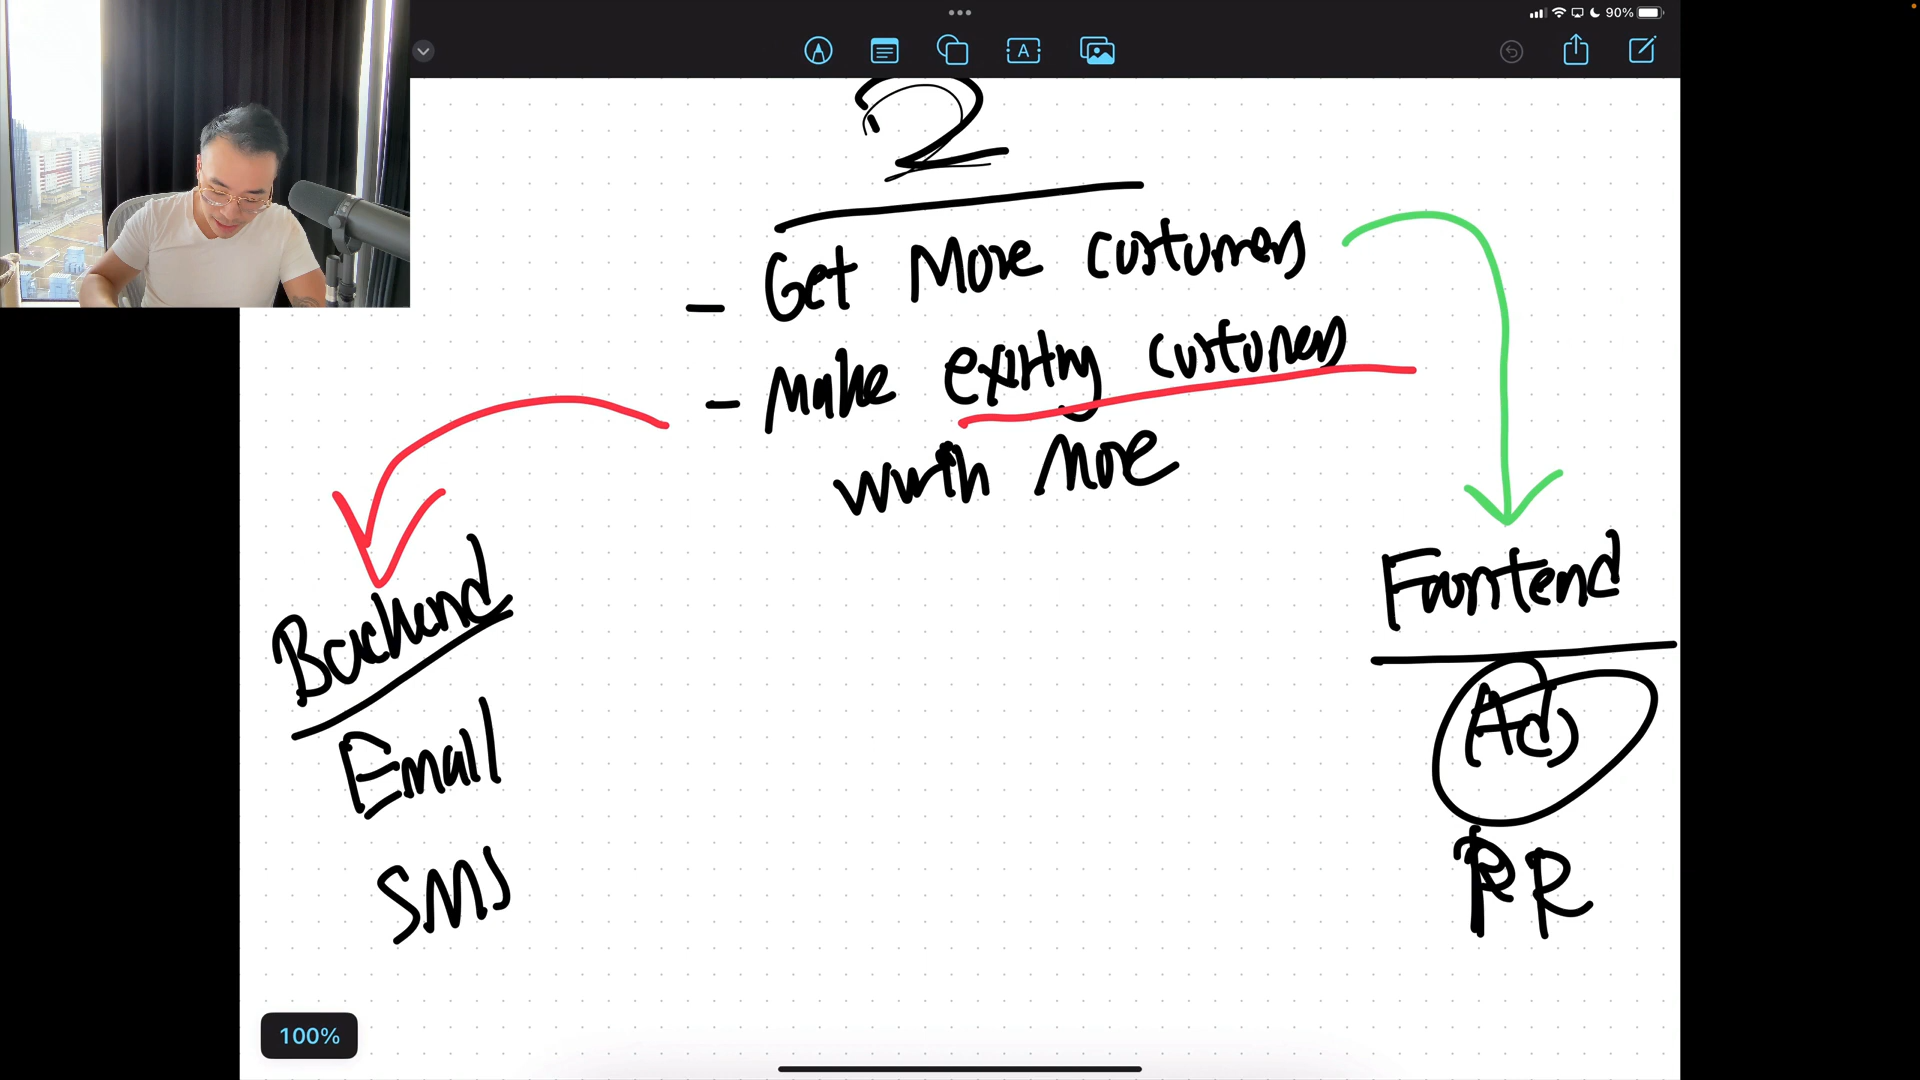 90%
A
2
- Get More customers
- Make existing customers
worth More
Backend
Email
SMS
Frontend
Ads
PR
100%